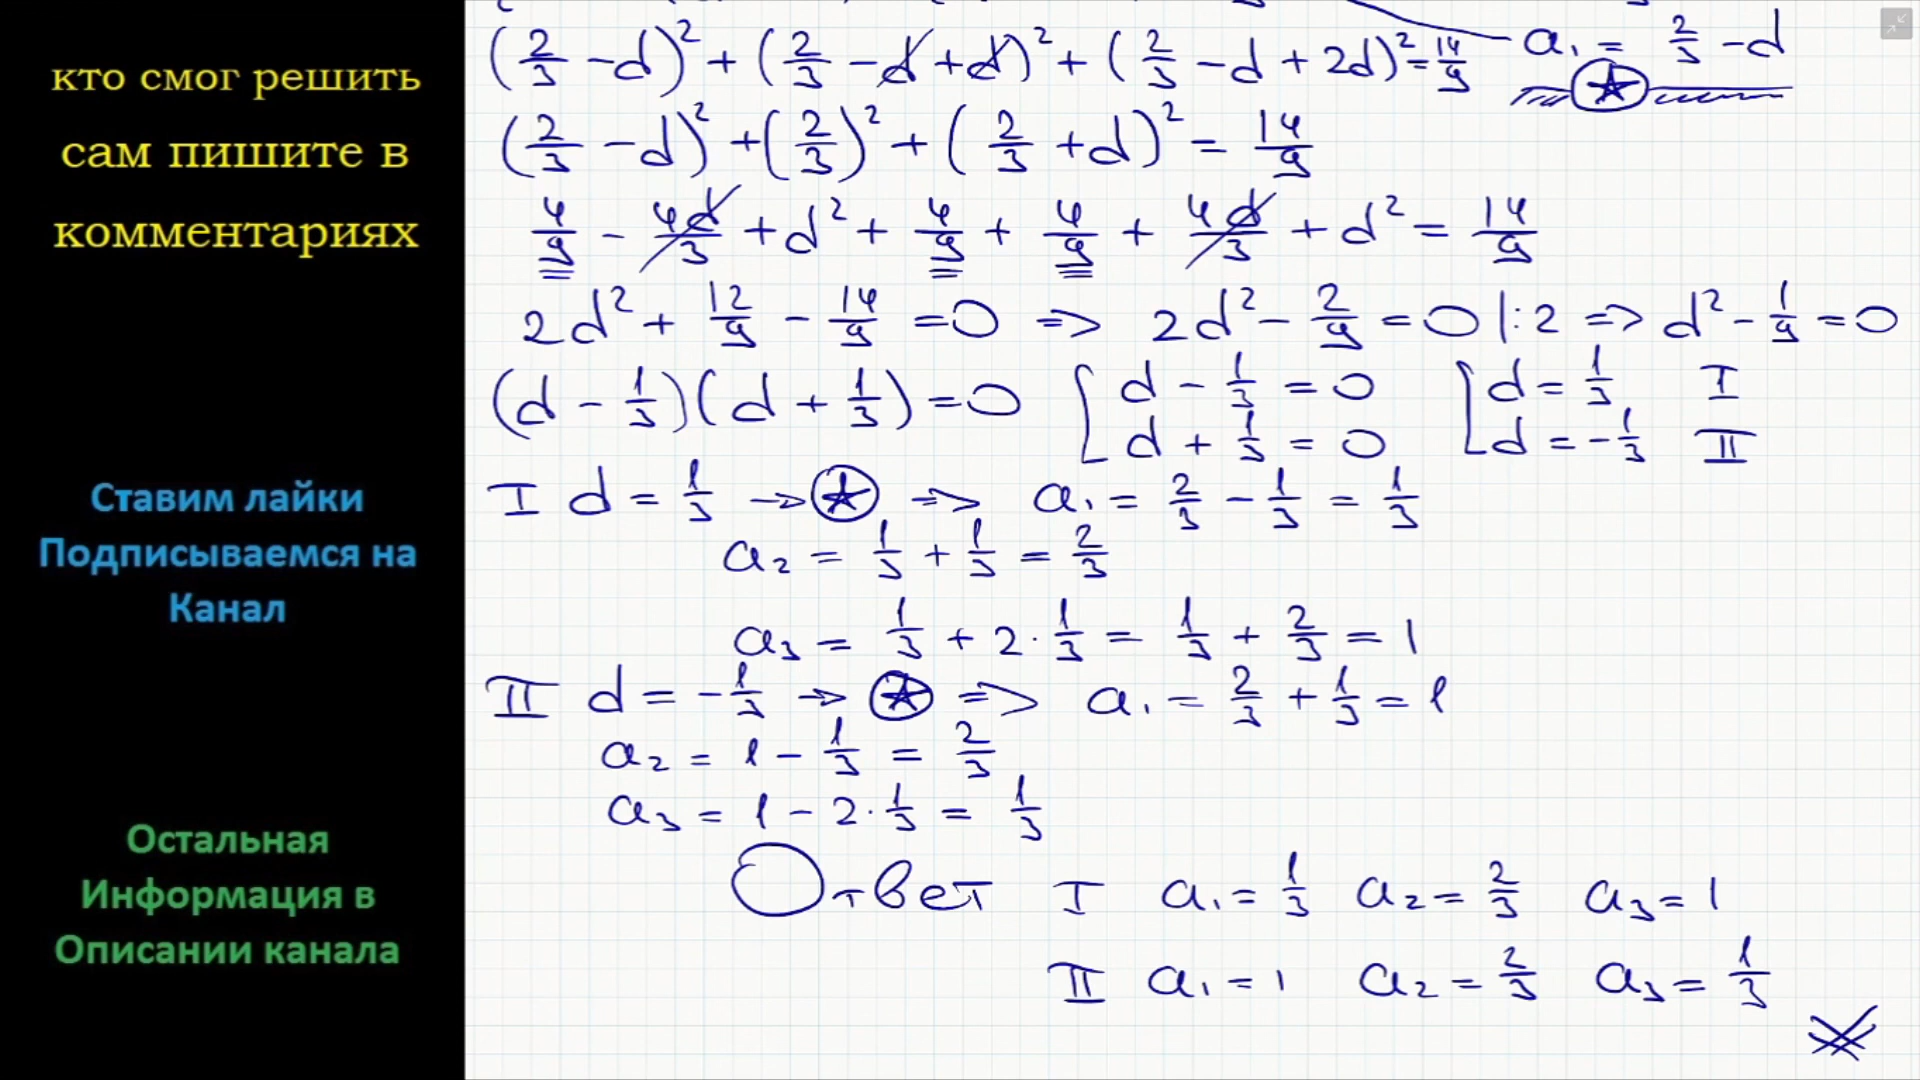 кто смог решить
сам пишите в
комментариях
Ставим лайки
Подписываемся на
Канал
Остальная
Информация в
Описании канала
(2/3 - d)² + (2/3 - d + d)² + (2/3 - d + 2d)² = 14/9
a₁ = 2/3 - d
(2/3 - d)² + (2/3)² + (2/3 + d)² = 14/9
4/9 - 4d/3 + d² + 4/9 + 4/9 + 4d/3 + d² = 14/9
2d² + 12/9 - 14/9 = 0 => 2d² - 2/9 = 0 |:2 => d² - 1/9 = 0
(d - 1/3)(d + 1/3) = 0
[ d - 1/3 = 0
d + 1/3 = 0
[ d = 1/3 I
d = -1/3 II
I d = 1/3 → ☆ => a₁ = 2/3 - 1/3 = 1/3
a₂ = 1/3 + 1/3 = 2/3
a₃ = 1/3 + 2·1/3 = 1/3 + 2/3 = 1
II d = -1/3 → ☆ => a₁ = 2/3 + 1/3 = 1
a₂ = 1 - 1/3 = 2/3
a₃ = 1 - 2·1/3 = 1/3
Ответ I a₁ = 1/3 a₂ = 2/3 a₃ = 1
II a₁ = 1 a₂ = 2/3 a₃ = 1/3